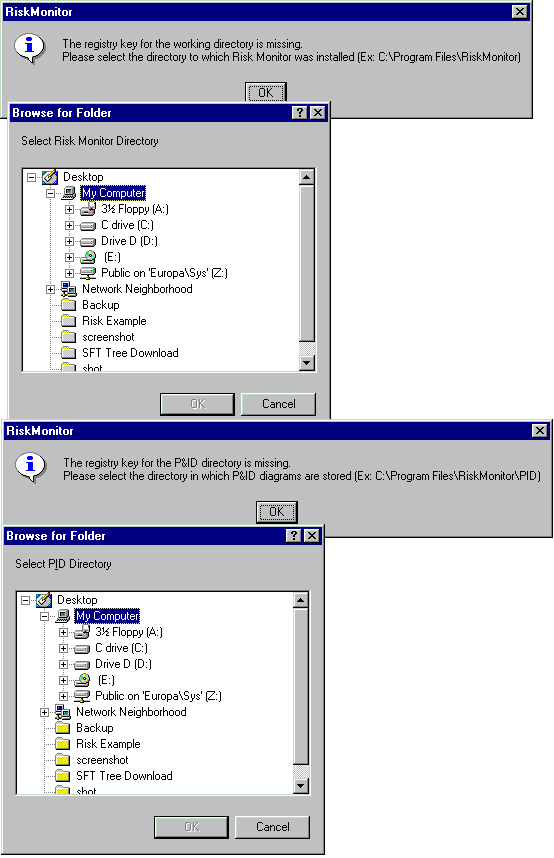 RiskMonitor
The registry key for the working directory is missing.
Please select the directory to which Risk Monitor was installed (Ex: C:\Program Files\RiskMonitor)
OK
Browse for Folder
Select Risk Monitor Directory
Desktop
My Computer
3½ Floppy (A:)
C drive (C:)
Drive D (D:)
(E:)
Public on 'Europa\Sys' (Z:)
Network Neighborhood
Backup
Risk Example
screenshot
SFT Tree Download
shot
OK
Cancel
RiskMonitor
The registry key for the P&ID directory is missing.
Please select the directory in which P&ID diagrams are stored (Ex: C:\Program Files\RiskMonitor\PID)
OK
Browse for Folder
Select PID Directory
Desktop
My Computer
3½ Floppy (A:)
C drive (C:)
Drive D (D:)
(E:)
Public on 'Europa\Sys' (Z:)
Network Neighborhood
Backup
Risk Example
screenshot
SFT Tree Download
shot
OK
Cancel